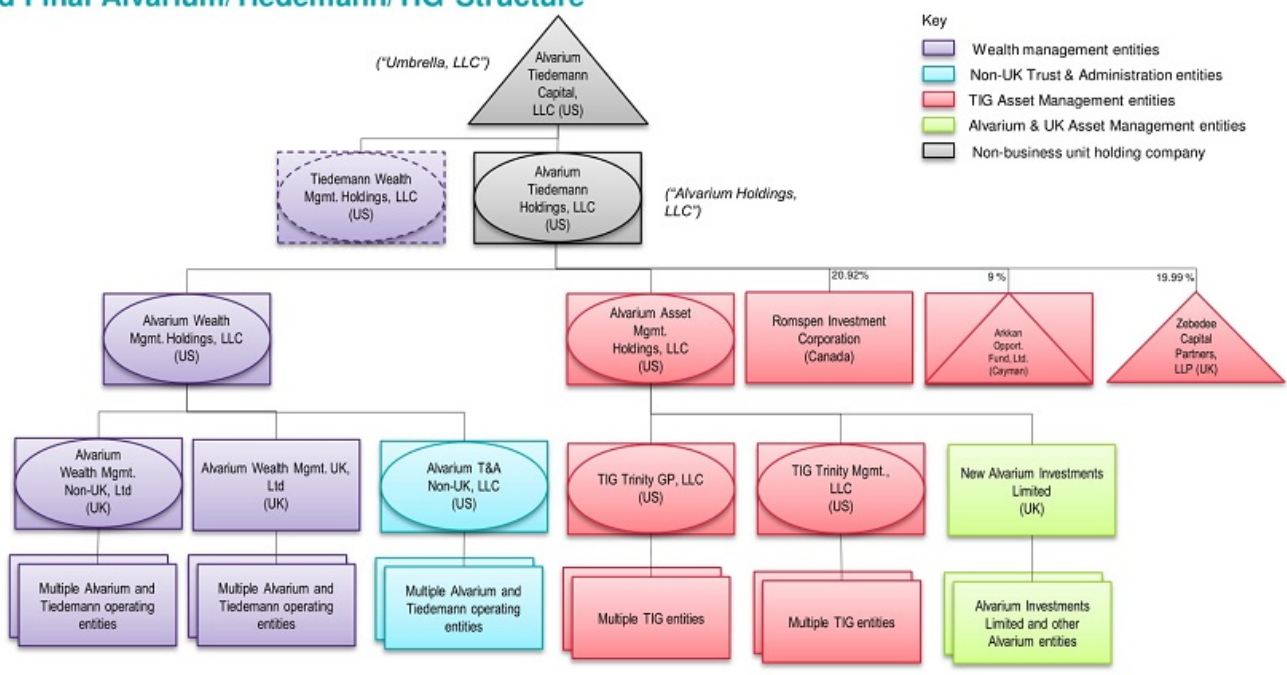 d Final Alvarium/Tiedemann/TIG Structure
Key
Wealth management entities
Non-UK Trust & Administration entities
TIG Asset Management entities
Alvarium & UK Asset Management entities
Non-business unit holding company
("Umbrella, LLC")
Alvarium
Tiedemann
Capital,
LLC (US)
Tiedemann Wealth
Mgmt. Holdings, LLC
(US)
Alvarium
Tiedemann
Holdings, LLC
(US)
("Alvarium Holdings,
LLC")
20.92%
9 %
19.99 %
Alvarium Wealth
Mgmt. Holdings, LLC
(US)
Alvarium Asset
Mgmt.
Holdings, LLC
(US)
Romspen Investment
Corporation
(Canada)
Arkkan
Opport.
Fund, Ltd.
(Cayman)
Zebedee
Capital
Partners,
LLP (UK)
Alvarium
Wealth Mgmt.
Non-UK, Ltd
(UK)
Alvarium Wealth Mgmt. UK,
Ltd
(UK)
Alvarium T&A
Non-UK, LLC
(US)
TIG Trinity GP, LLC
(US)
TIG Trinity Mgmt.,
LLC
(US)
New Alvarium Investments
Limited
(UK)
Multiple Alvarium and
Tiedemann operating
entities
Multiple Alvarium and
Tiedemann operating
entities
Multiple Alvarium and
Tiedemann operating
entities
Multiple TIG entities
Multiple TIG entities
Alvarium Investments
Limited and other
Alvarium entities